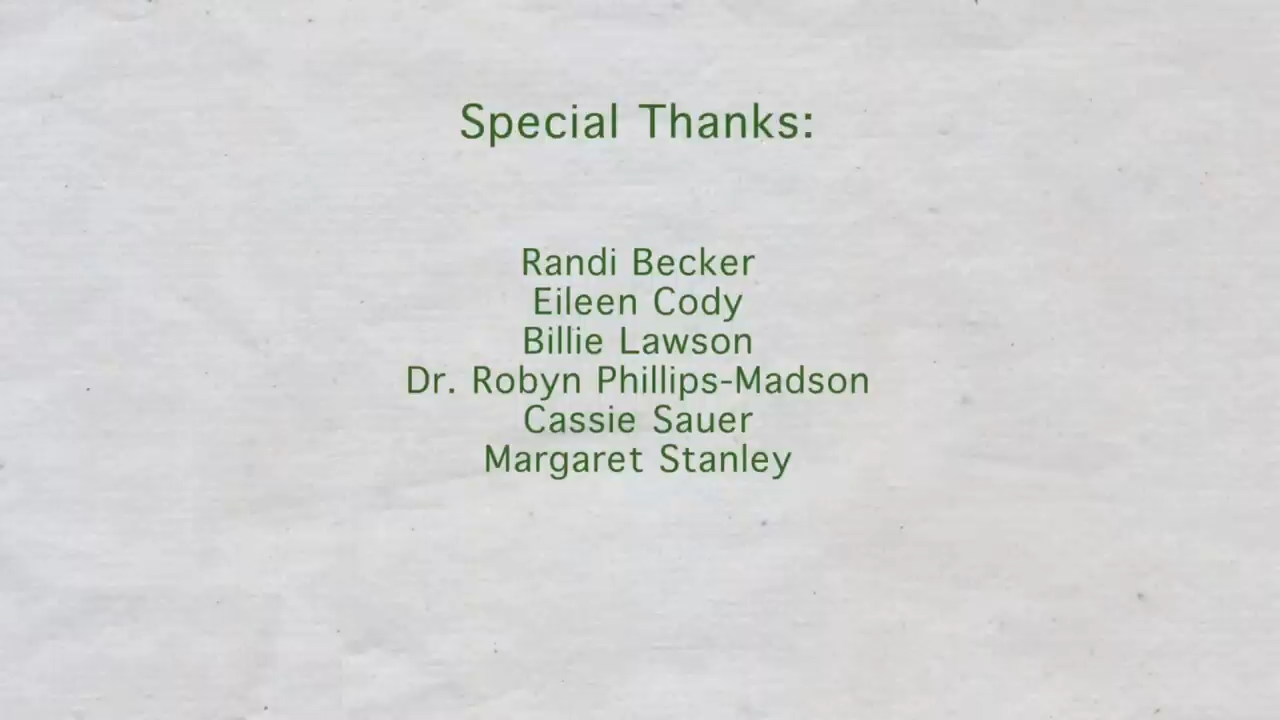 Special Thanks:
Randi Becker
Eileen Cody
Billie Lawson
Dr. Robyn Phillips-Madson
Cassie Sauer
Margaret Stanley